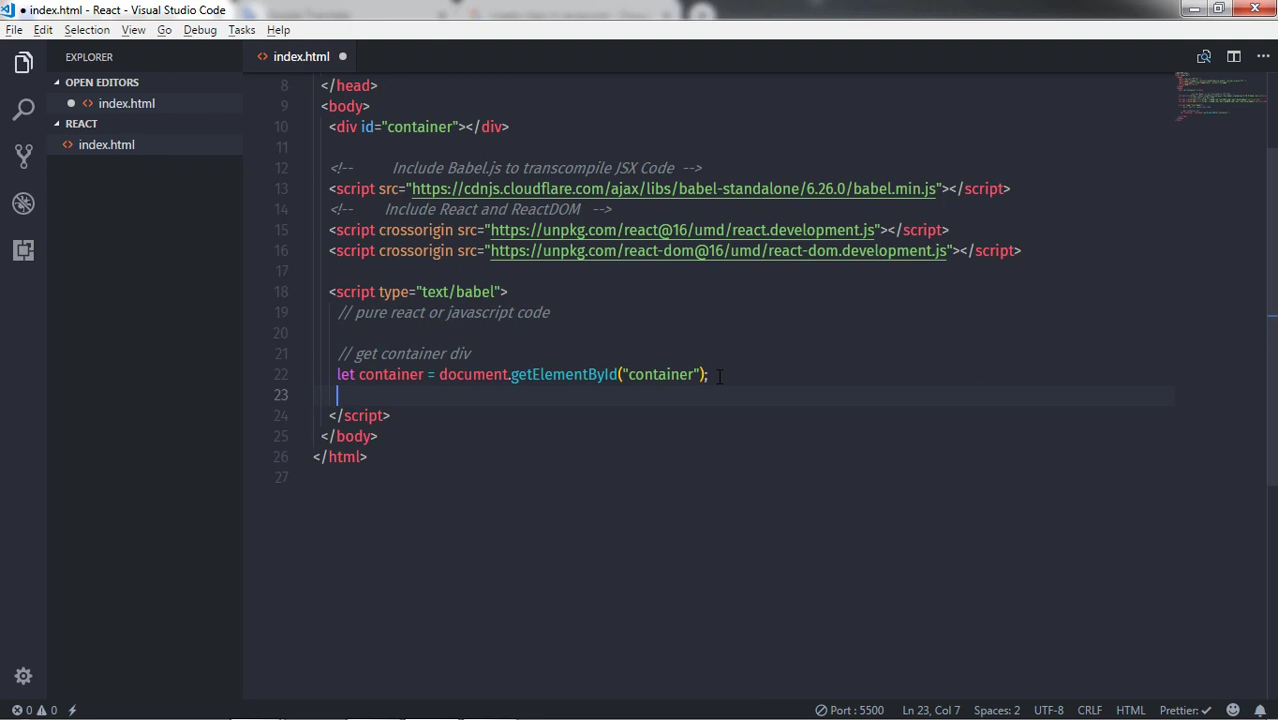 ● index.html - React - Visual Studio Code
File Edit Selection View Go Debug Tasks Help
EXPLORER
OPEN EDITORS
index.html
REACT
index.html
index.html
8 </head>
9 <body>
10 <div id="container"></div>
11
12 <!-- Include Babel.js to transcompile JSX Code -->
13 <script src="https://cdnjs.cloudflare.com/ajax/libs/babel-standalone/6.26.0/babel.min.js"></script>
14 <!-- Include React and ReactDOM -->
15 <script crossorigin src="https://unpkg.com/react@16/umd/react.development.js"></script>
16 <script crossorigin src="https://unpkg.com/react-dom@16/umd/react-dom.development.js"></script>
17
18 <script type="text/babel">
19 // pure react or javascript code
20
21 // get container div
22 let container = document.getElementById("container");
23
24 </script>
25 </body>
26 </html>
27
0 0 Port : 5500 Ln 23, Col 7 Spaces: 2 UTF-8 CRLF HTML Prettier: ✓